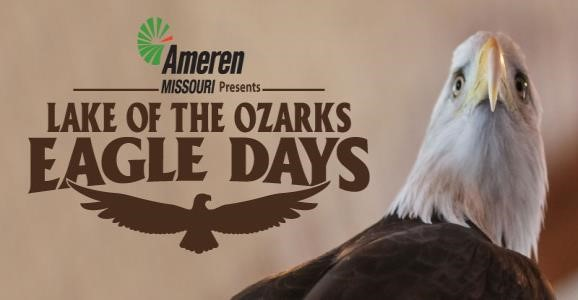 Ameren
MISSOURI Presents
LAKE OF THE OZARKS
EAGLE DAYS